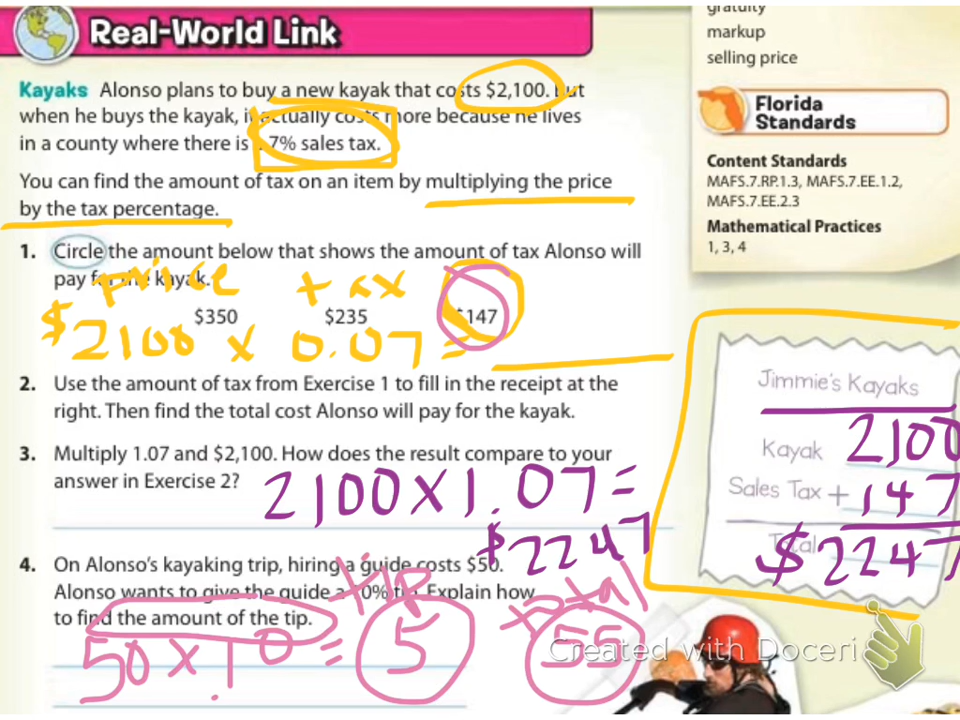 Real-World Link
Kayaks Alonso plans to buy a new kayak that costs $2,100. But
when he buys the kayak, it actually costs more because he lives
in a county where there is 7% sales tax.
You can find the amount of tax on an item by multiplying the price
by the tax percentage.
1. Circle the amount below that shows the amount of tax Alonso will
pay for the kayak.
price tax
$350 $235 $147
$2100 x 0.07 =
2. Use the amount of tax from Exercise 1 to fill in the receipt at the
right. Then find the total cost Alonso will pay for the kayak.
3. Multiply 1.07 and $2,100. How does the result compare to your
answer in Exercise 2?
2100 x 1.07 =
$2247
4. On Alonso's kayaking trip, hiring a guide costs $50.
Alonso wants to give the guide a 10% tip. Explain how
to find the amount of the tip.
tip total
50 x .10 = 5 55
gratuity
markup
selling price
Florida
Standards
Content Standards
MAFS.7.RP.1.3, MAFS.7.EE.1.2,
MAFS.7.EE.2.3
Mathematical Practices
1, 3, 4
Jimmie's Kayaks
Kayak 2100
Sales Tax + 147
Total $2247
Created with Doceri